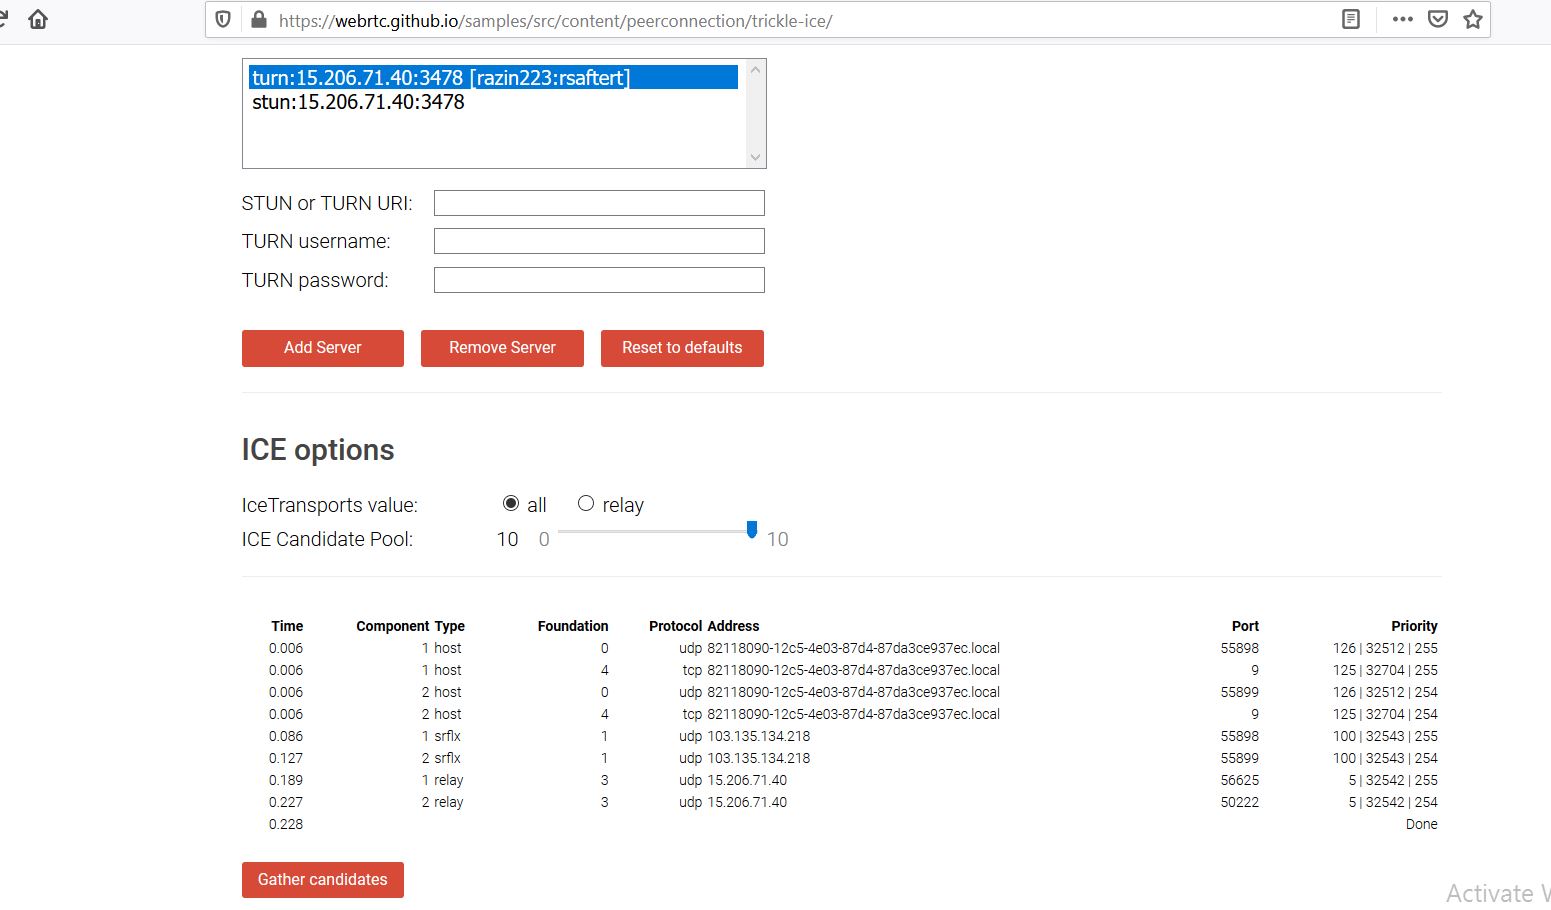 https://webrtc.github.io/samples/src/content/peerconnection/trickle-ice/
turn:15.206.71.40:3478 [razin223:rsaftert]
stun:15.206.71.40:3478
STUN or TURN URI:
TURN username:
TURN password:
Add Server Remove Server Reset to defaults
ICE options
IceTransports value: all relay
ICE Candidate Pool: 10 0 10
Time Component Type Foundation Protocol Address Port Priority
0.006 1 host 0 udp 82118090-12c5-4e03-87d4-87da3ce937ec.local 55898 126 | 32512 | 255
0.006 1 host 4 tcp 82118090-12c5-4e03-87d4-87da3ce937ec.local 9 125 | 32704 | 255
0.006 2 host 0 udp 82118090-12c5-4e03-87d4-87da3ce937ec.local 55899 126 | 32512 | 254
0.006 2 host 4 tcp 82118090-12c5-4e03-87d4-87da3ce937ec.local 9 125 | 32704 | 254
0.086 1 srflx 1 udp 103.135.134.218 55898 100 | 32543 | 255
0.127 2 srflx 1 udp 103.135.134.218 55899 100 | 32543 | 254
0.189 1 relay 3 udp 15.206.71.40 56625 5 | 32542 | 255
0.227 2 relay 3 udp 15.206.71.40 50222 5 | 32542 | 254
0.228 Done
Gather candidates
Activate